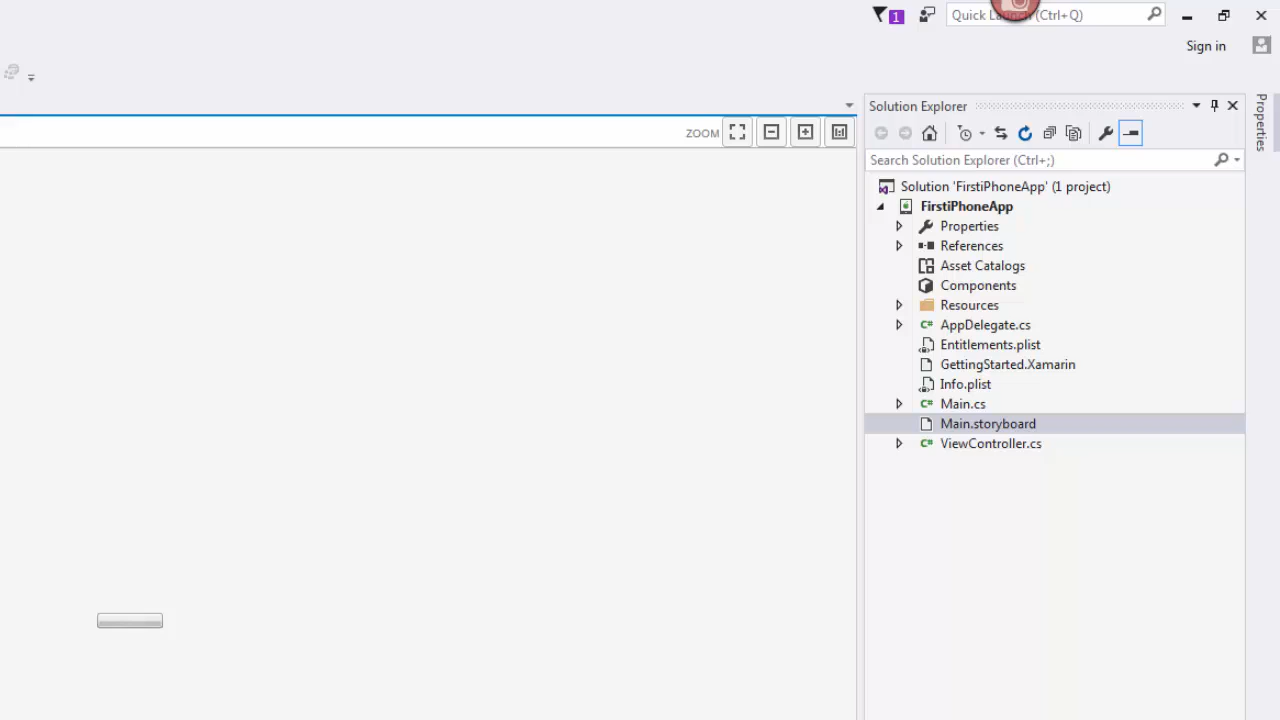 1
Quick La (Ctrl+Q)
Sign in
ZOOM
Solution Explorer
Search Solution Explorer (Ctrl+;)
Solution 'FirstiPhoneApp' (1 project)
FirstiPhoneApp
Properties
References
Asset Catalogs
Components
Resources
C# AppDelegate.cs
Entitlements.plist
GettingStarted.Xamarin
Info.plist
C# Main.cs
Main.storyboard
C# ViewController.cs
Properties